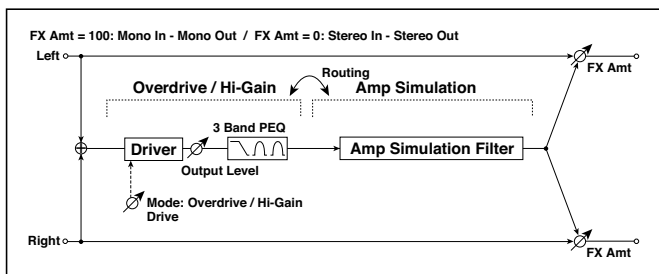 FX Amt = 100: Mono In - Mono Out / FX Amt = 0: Stereo In - Stereo Out
Left
FX Amt
Routing
Overdrive / Hi-Gain
Amp Simulation
3 Band PEQ
Driver
Amp Simulation Filter
Output Level
Mode: Overdrive / Hi-Gain
Drive
Right
FX Amt